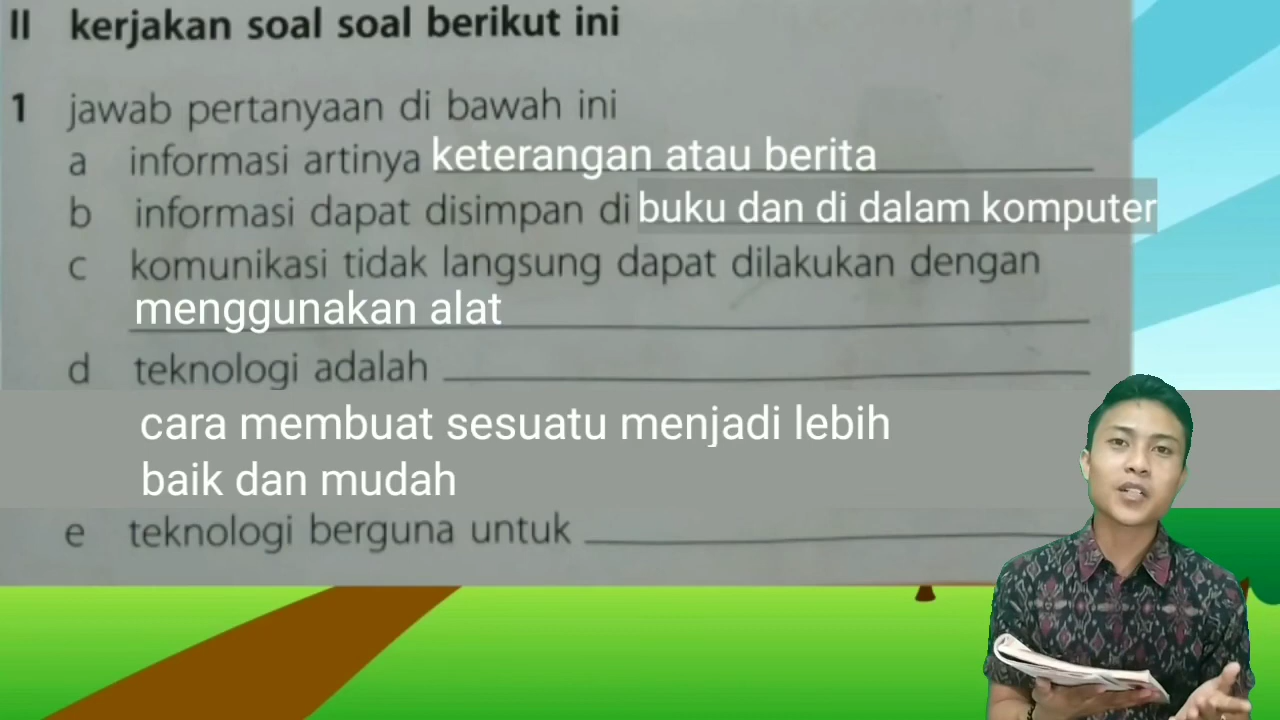 II kerjakan soal soal berikut ini
1 jawab pertanyaan di bawah ini
a informasi artinya keterangan atau berita
b informasi dapat disimpan di buku dan di dalam komputer
c komunikasi tidak langsung dapat dilakukan dengan
menggunakan alat
d teknologi adalah
cara membuat sesuatu menjadi lebih
baik dan mudah
e teknologi berguna untuk